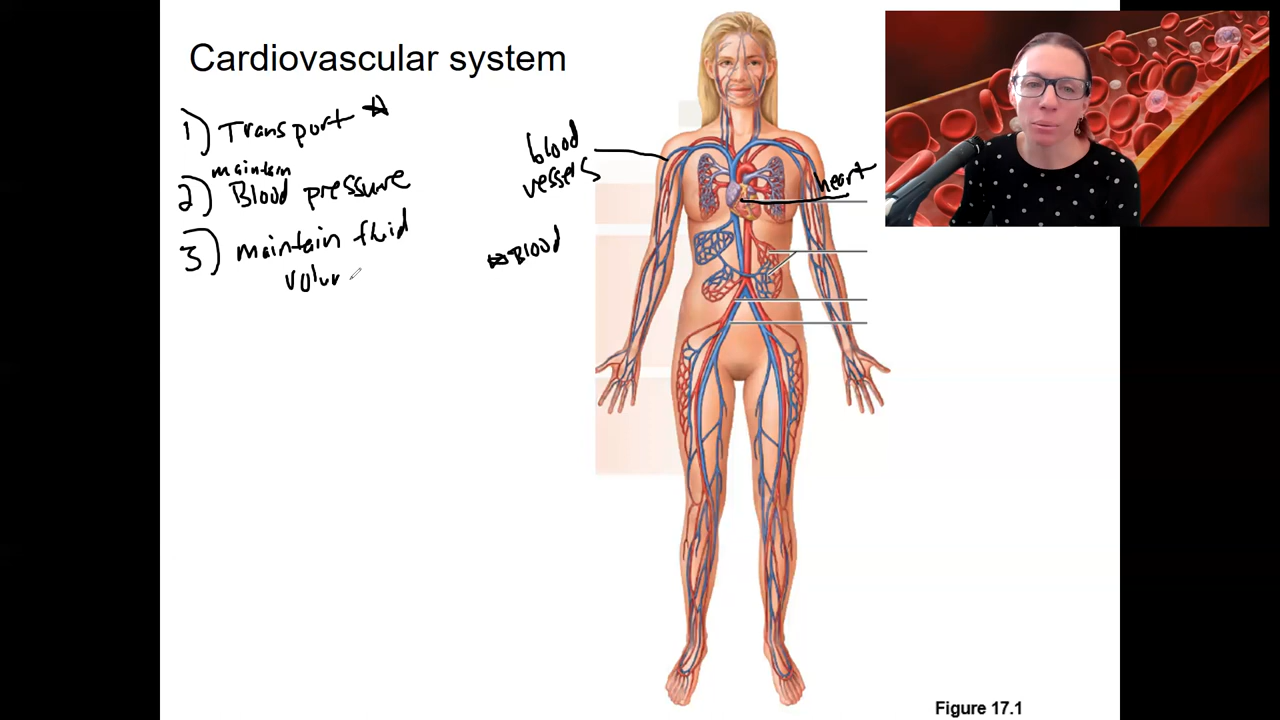 Cardiovascular system
1) Transport
maintain
2) Blood pressure
3) maintain fluid
blood
vessels
heart
Blood
Figure 17.1